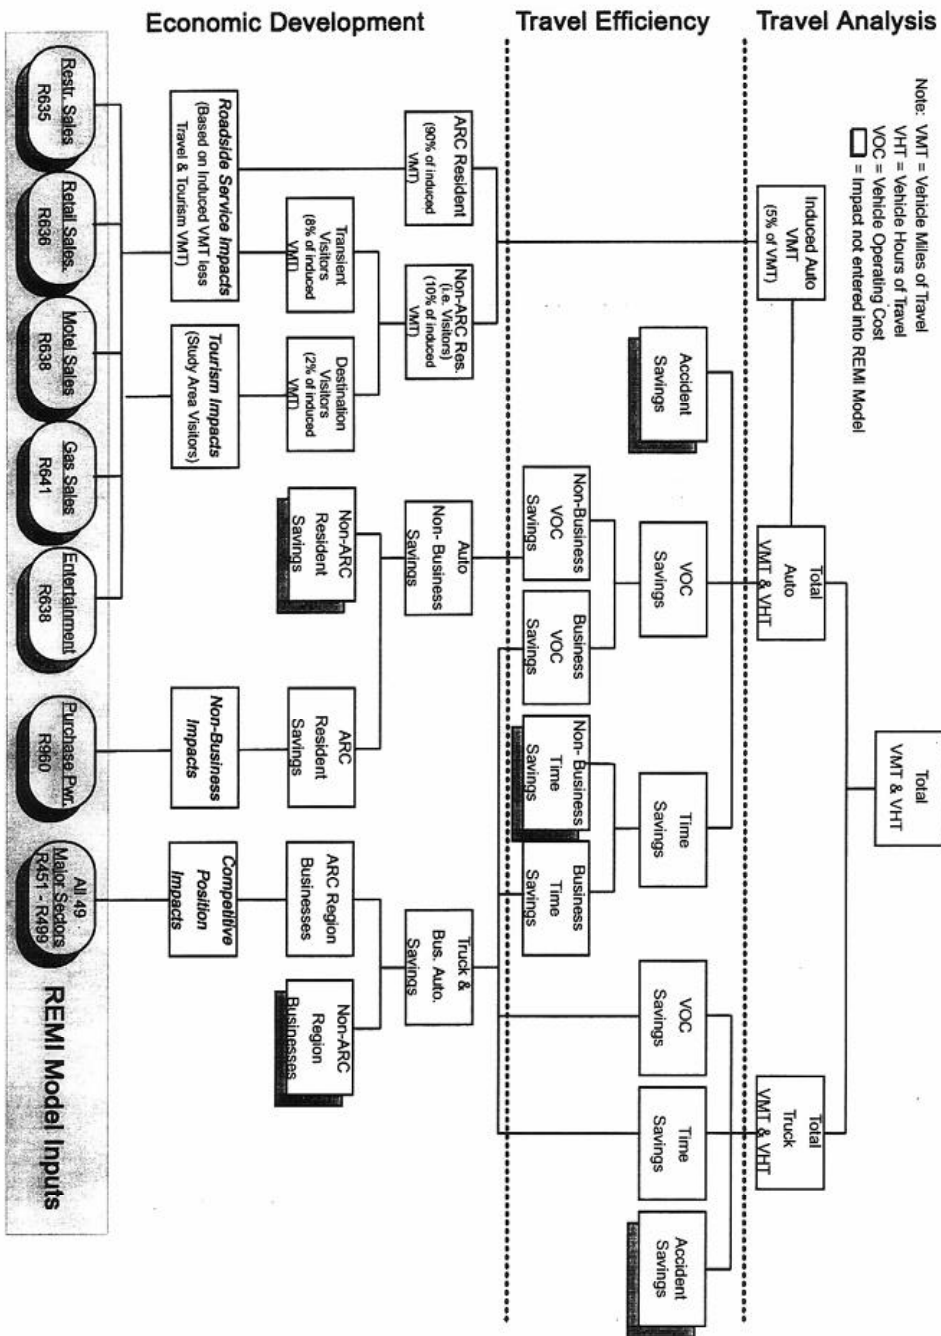 Travel Analysis
Travel Efficiency
Economic Development
Note: VMT = Vehicle Miles of Travel
VHT = Vehicle Hours of Travel
VOC = Vehicle Operating Cost
= Impact not entered into REMI Model
Total
VMT & VHT
Induced Auto
VMT
(5% of VMT)
Total
Auto
VMT & VHT
Total
Truck
VMT & VHT
Accident
Savings
VOC
Savings
Time
Savings
VOC
Savings
Time
Savings
Accident
Savings
Non-Business
VOC
Savings
Business
VOC
Savings
Non- Business
Time
Savings
Business
Time
Savings
ARC Resident
(90% of induced
VMT)
Non-ARC Res.
(i.e. Visitors)
(10% of induced
VMT)
Auto
Non- Business
Savings
Truck &
Bus. Auto.
Savings
Transient
Visitors
(8% of induced
VMT)
Destination
Visitors
(2% of induced
VMT)
Non-ARC
Resident
Savings
ARC
Resident
Savings
ARC Region
Businesses
Non-ARC
Region
Businesses
Roadside Service Impacts
(Based on Induced VMT less
Travel & Tourism VMT)
Tourism Impacts
(Study Area Visitors)
Non-Business
Impacts
Competitive
Position
Impacts
Restr. Sales
R635
Retail Sales.
R636
Motel Sales
R638
Gas Sales
R641
Entertainment
R638
Purchase Pwr.
R960
All 49
Major Sectors
R451 - R499
REMI Model Inputs